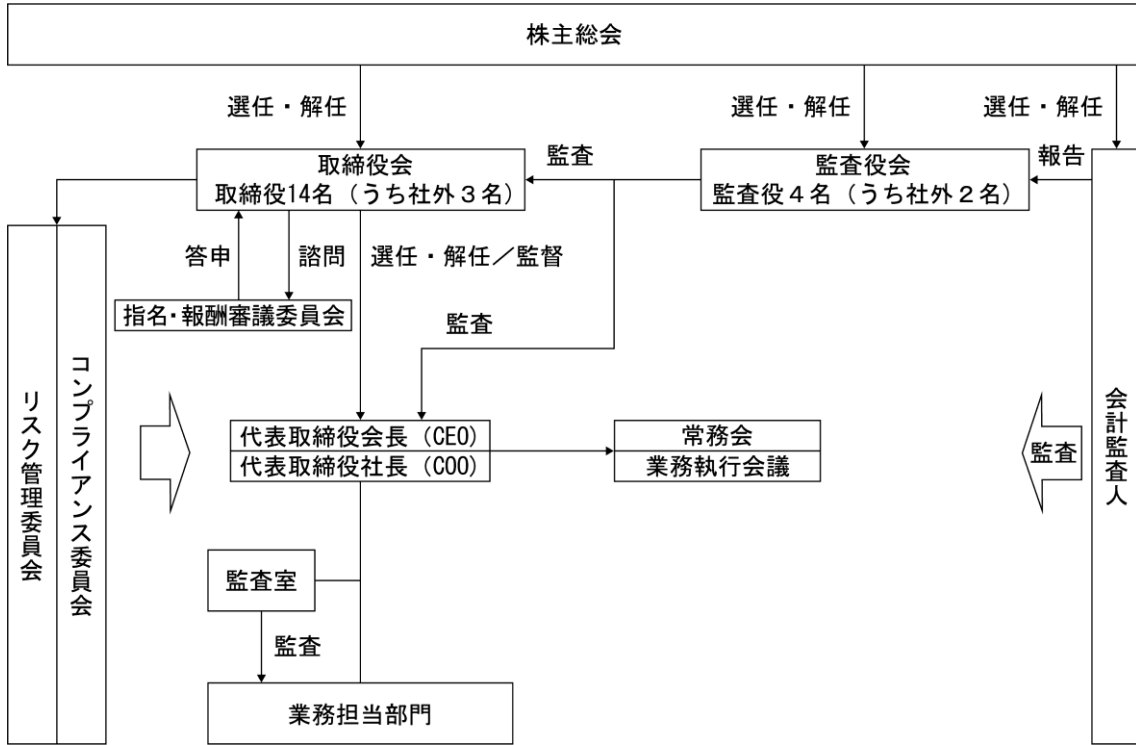 株主総会
選任・解任
選任・解任
選任・解任
取締役会
取締役14名（うち社外３名）
監査
監査役会
監査役４名（うち社外２名）
報告
答申
諮問
選任・解任／監督
指名・報酬審議委員会
監査
リスク管理委員会
コンプライアンス委員会
代表取締役会長（CEO）
代表取締役社長（COO）
常務会
業務執行会議
監査
会計監査人
監査室
監査
業務担当部門